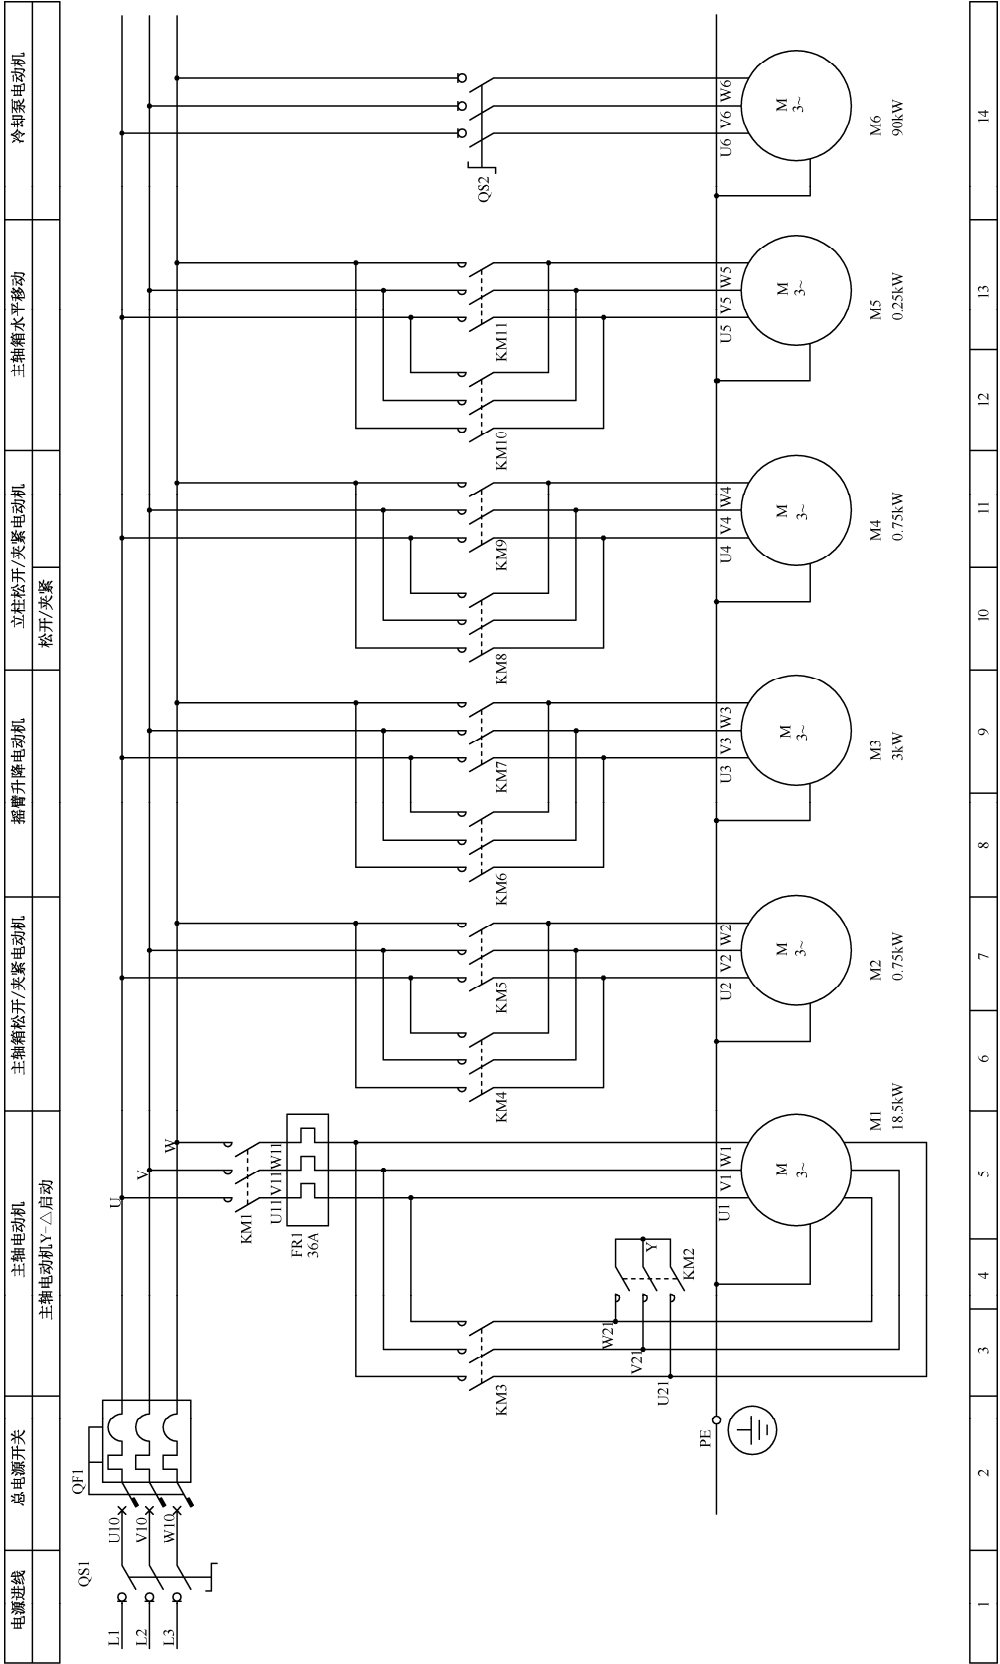 电源进线
总电源开关
主轴电动机
主轴箱松开/夹紧电动机
摇臂升降电动机
立柱松开/夹紧电动机
主轴箱水平移动
冷却泵电动机
主轴电动机Y-△启动
松开/夹紧
QS1
QF1
L1
L2
L3
U10
V10
W10
U
V
W
KM1
U11
V11
W11
FR1
36A
KM3
KM4
KM5
KM6
KM7
KM8
KM9
KM10
KM11
QS2
W21
V21
U21
Y
KM2
PE
U1
V1
W1
U2
V2
W2
U3
V3
W3
U4
V4
W4
U5
V5
W5
U6
V6
W6
M
3~
M
3~
M
3~
M
3~
M
3~
M
3~
M1
18.5kW
M2
0.75kW
M3
3kW
M4
0.75kW
M5
0.25kW
M6
90kW
1
2
3
4
5
6
7
8
9
10
11
12
13
14